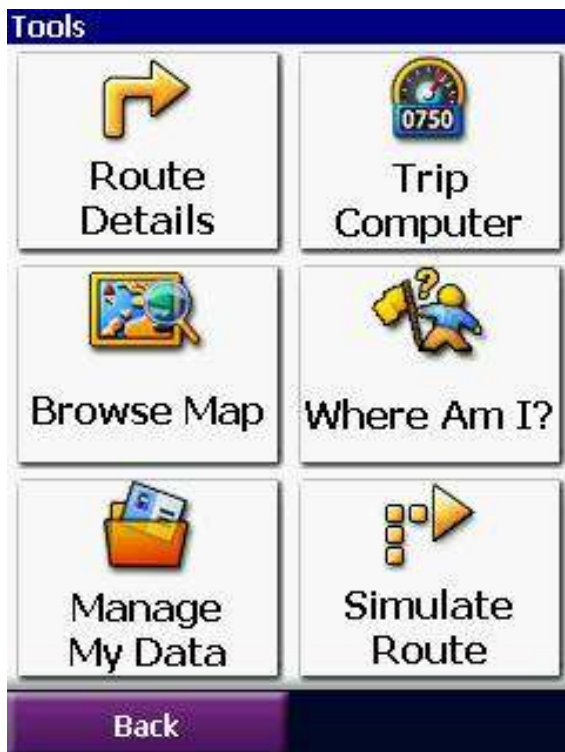 Tools
Route
Details
0750
Trip
Computer
Browse Map
Where Am I?
Manage
My Data
Simulate
Route
Back